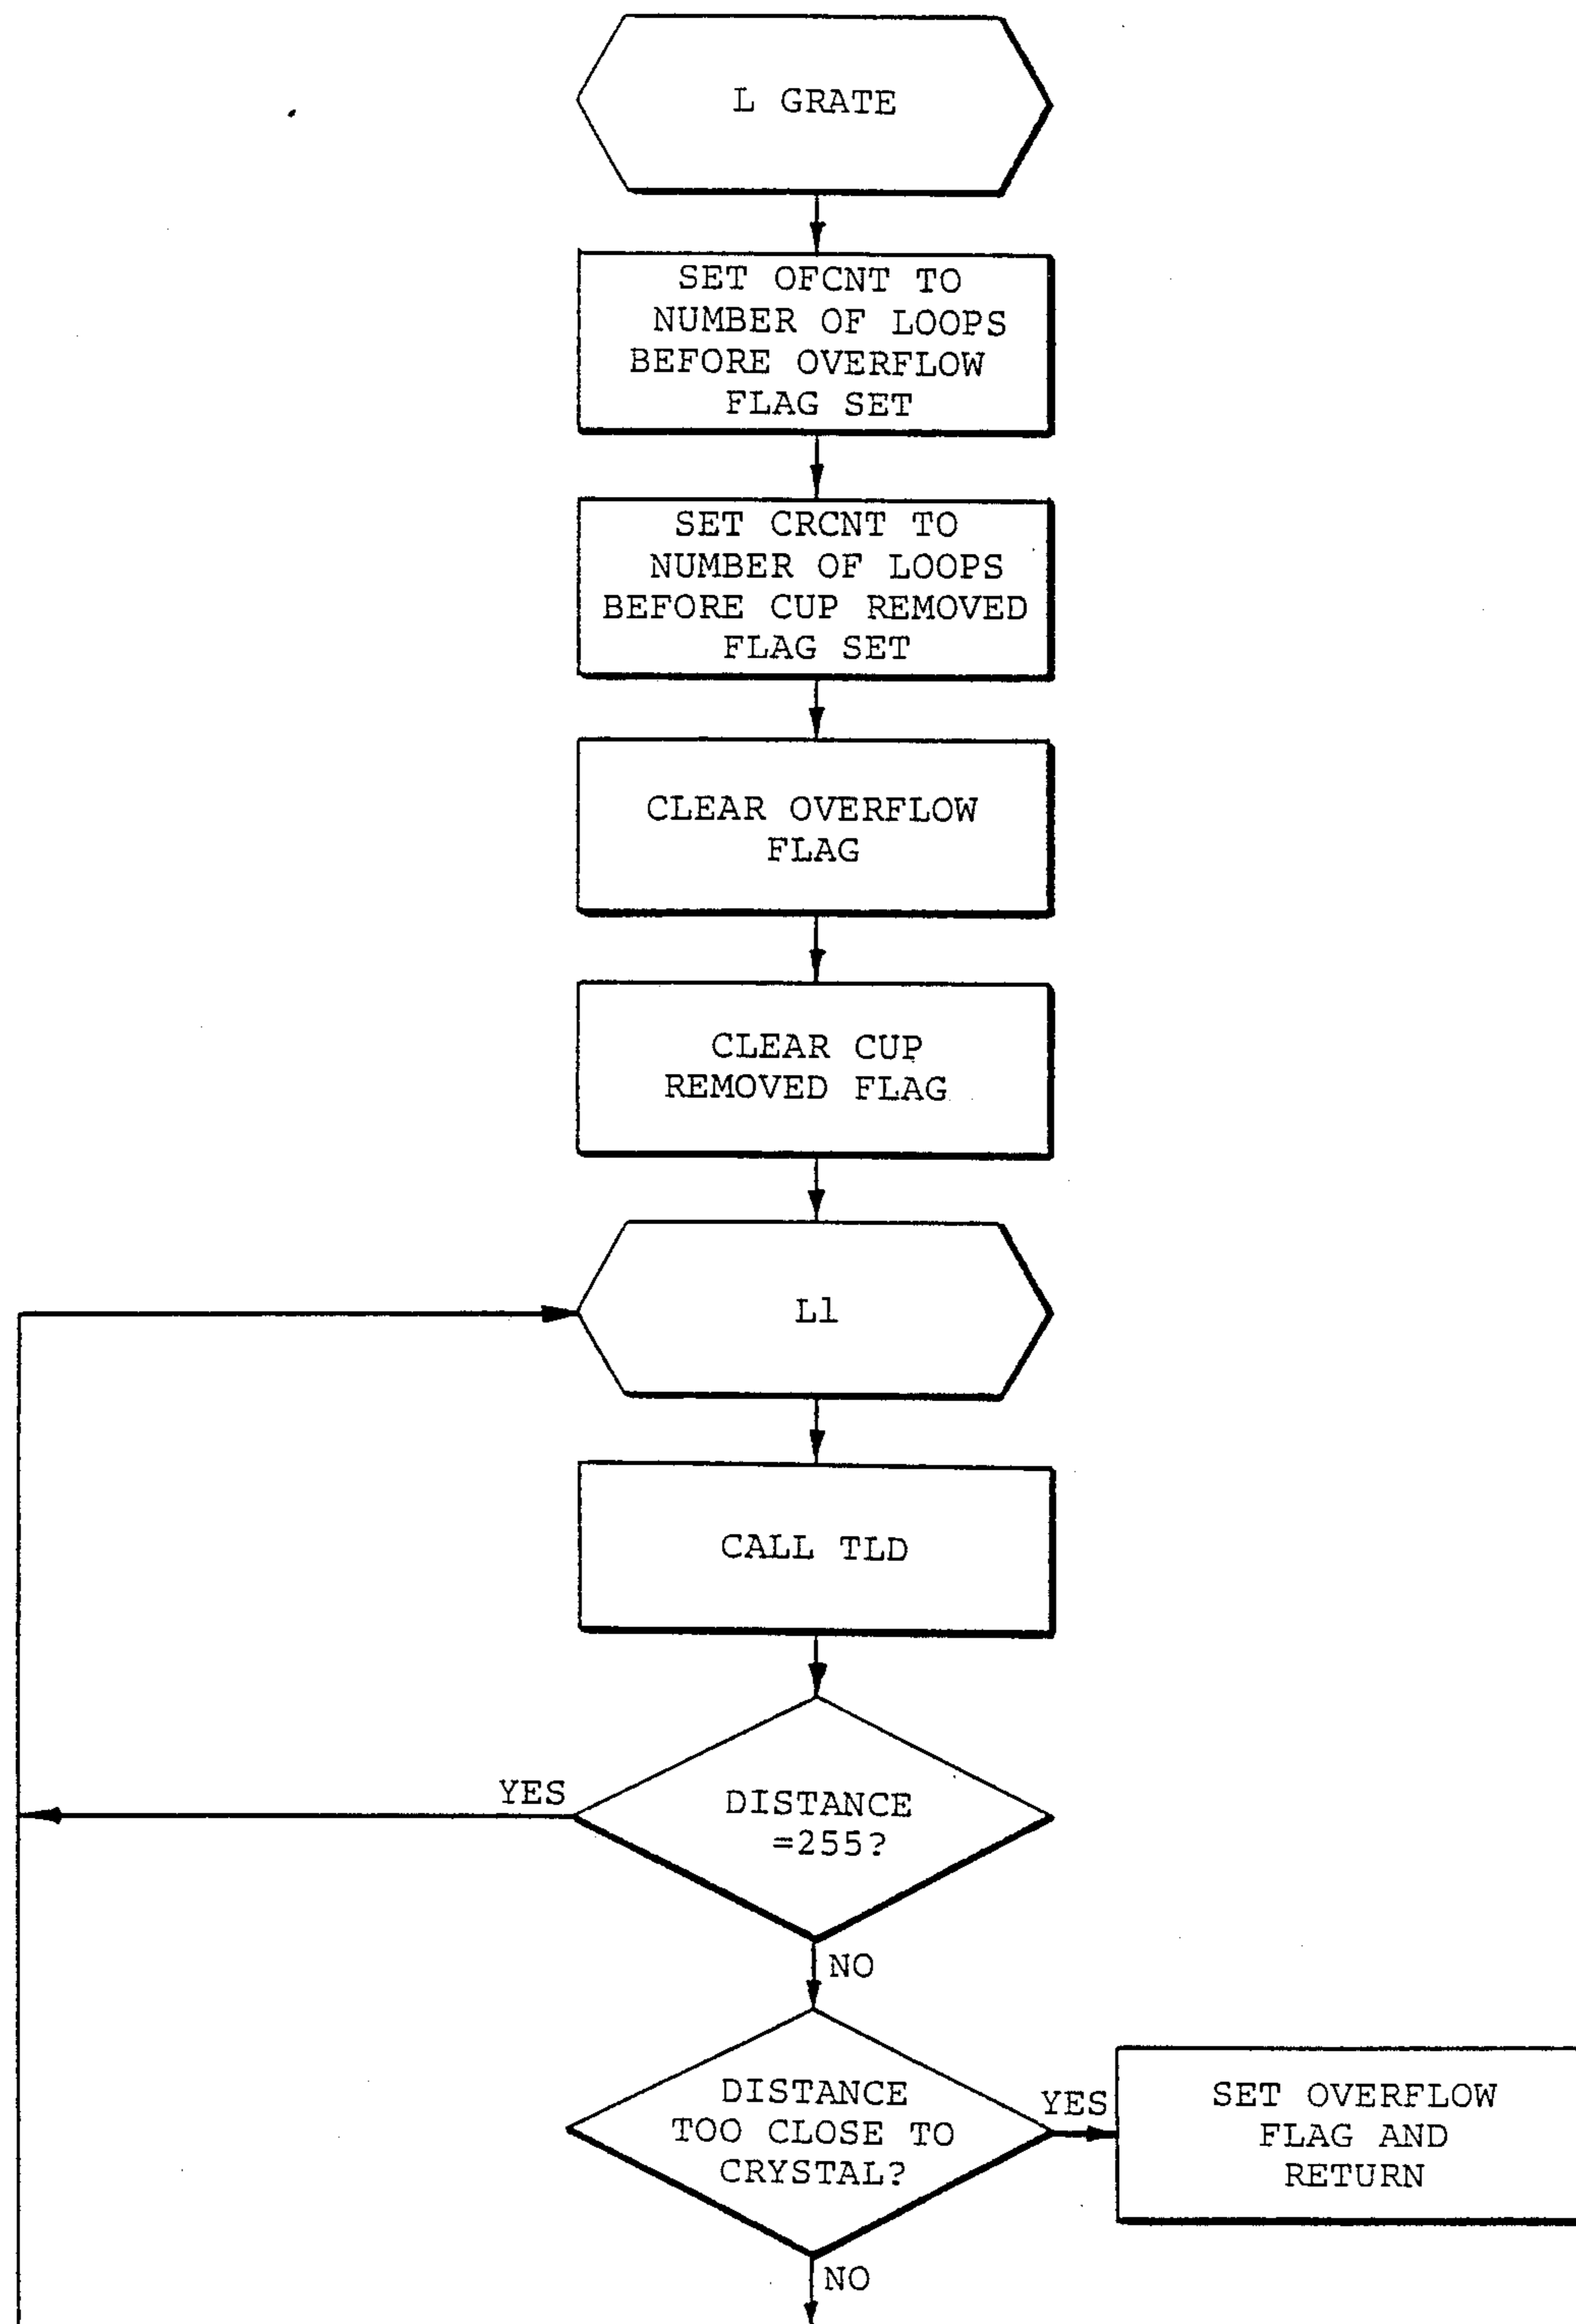 L GRATE
SET OFCNT TO
NUMBER OF LOOPS
BEFORE OVERFLOW
FLAG SET
SET CRCNT TO
NUMBER OF LOOPS
BEFORE CUP REMOVED
FLAG SET
CLEAR OVERFLOW
FLAG
CLEAR CUP
REMOVED FLAG
L1
CALL TLD
YES
DISTANCE
=255?
NO
DISTANCE
TOO CLOSE TO
CRYSTAL?
YES
SET OVERFLOW
FLAG AND
RETURN
NO